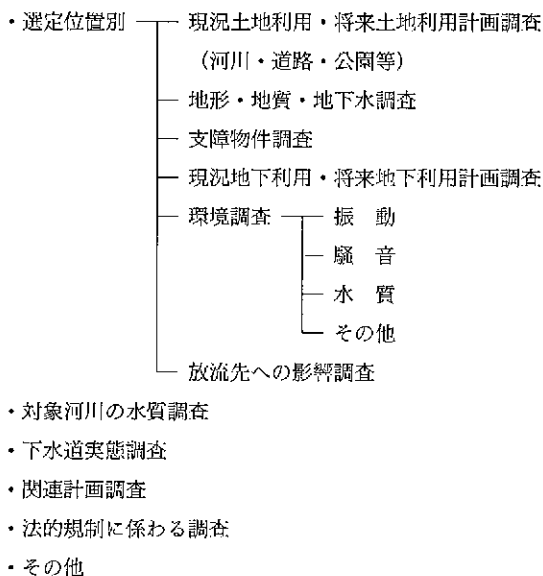 ・選定位置別 現況土地利用・将来土地利用計画調査
(河川・道路・公園等)
地形・地質・地下水調査
支障物件調査
現況地下利用・将来地下利用計画調査
環境調査 振 動
騒 音
水 質
その他
放流先への影響調査
・対象河川の水質調査
・下水道実態調査
・関連計画調査
・法的規制に係わる調査
・その他